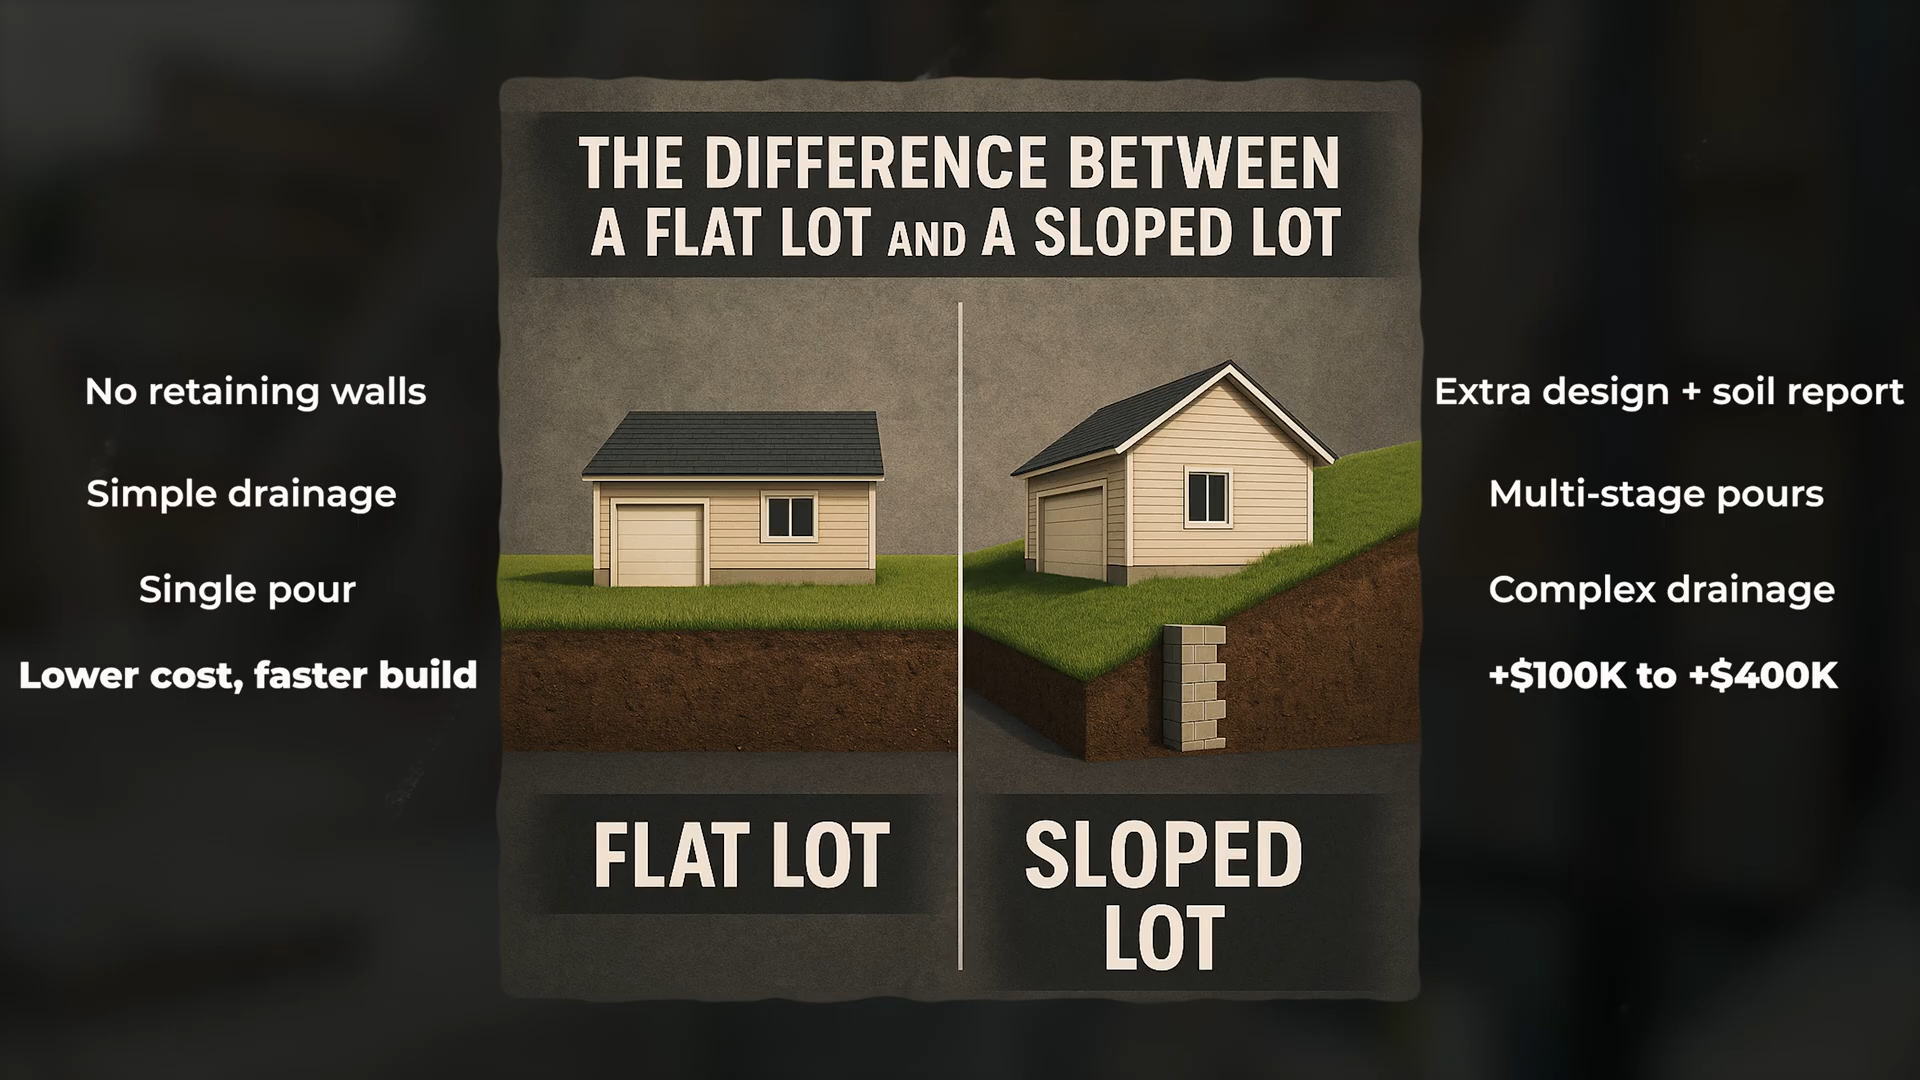 THE DIFFERENCE BETWEEN
A FLAT LOT AND A SLOPED LOT
No retaining walls
Simple drainage
Single pour
Lower cost, faster build
Extra design + soil report
Multi-stage pours
Complex drainage
+$100K to +$400K
FLAT LOT
SLOPED
LOT